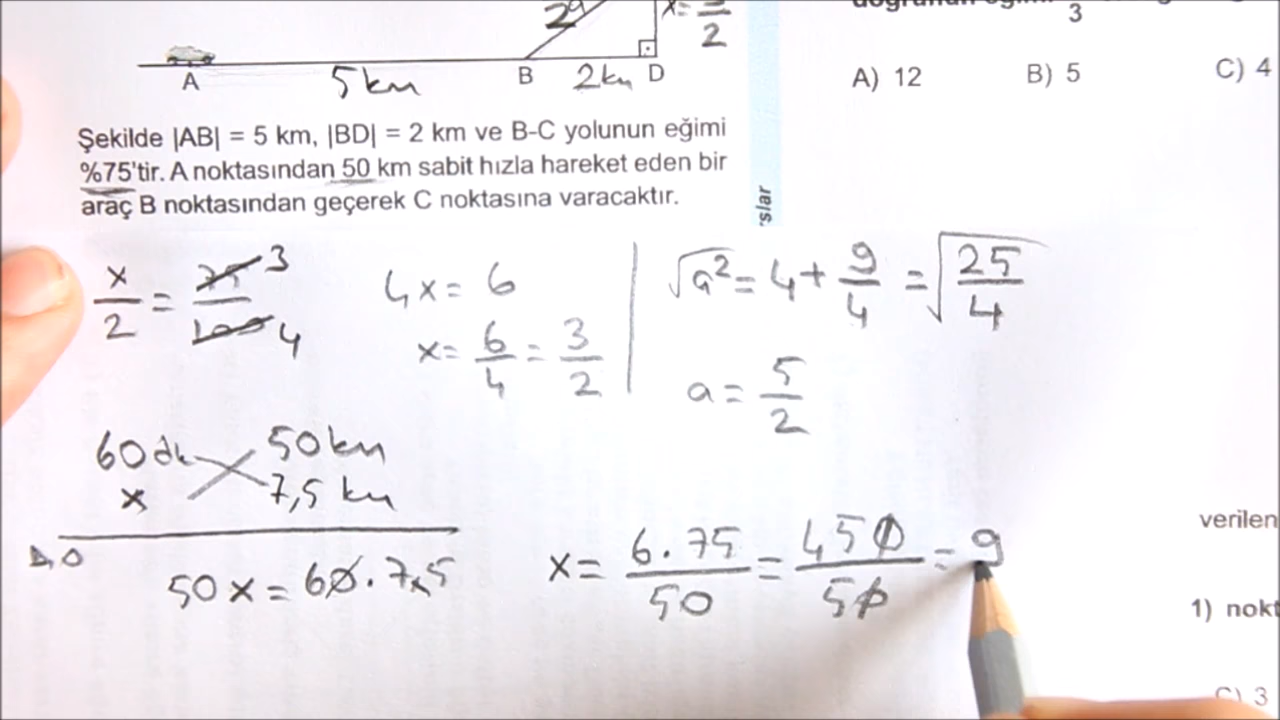 x = 3/2
3
A 5 km B 2 km D
A) 12 B) 5 C) 4
Şekilde |AB| = 5 km, |BD| = 2 km ve B-C yolunun eğimi
%75'tir. A noktasından 50 km sabit hızla hareket eden bir
araç B noktasından geçerek C noktasına varacaktır.
x/2 = 75/100 3/4
4x = 6
x = 6/4 = 3/2
√a² = 4 + 9/4 = √25/4
a = 5/2
60 dk 50 km
x 7,5 km
D,O
50x = 60.7,5
x = 6.75/50 = 450/50 = 9
verilen
1) nokt
C) 3